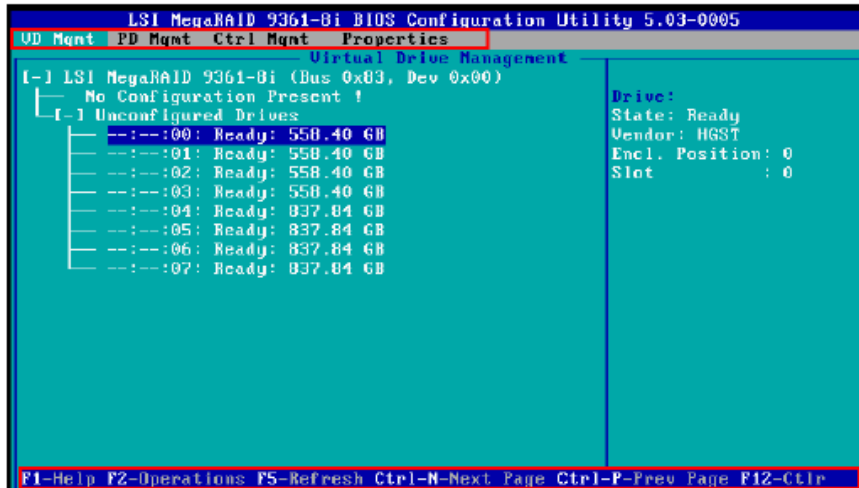 LSI MegaRAID 9361-8i BIOS Configuration Utility 5.03-0005
VD Mgmt PD Mgmt Ctrl Mgmt Properties
Virtual Drive Management
[-] LSI MegaRAID 9361-8i (Bus 0x83, Dev 0x00)
No Configuration Present !
[-] Unconfigured Drives
--:--:00: Ready: 558.40 GB
--:--:01: Ready: 558.40 GB
--:--:02: Ready: 558.40 GB
--:--:03: Ready: 558.40 GB
--:--:04: Ready: 837.84 GB
--:--:05: Ready: 837.84 GB
--:--:06: Ready: 837.84 GB
--:--:07: Ready: 837.84 GB
Drive:
State: Ready
Vendor: HGST
Encl. Position: 0
Slot : 0
F1-Help F2-Operations F5-Refresh Ctrl-N-Next Page Ctrl-P-Prev Page F12-Ctlr